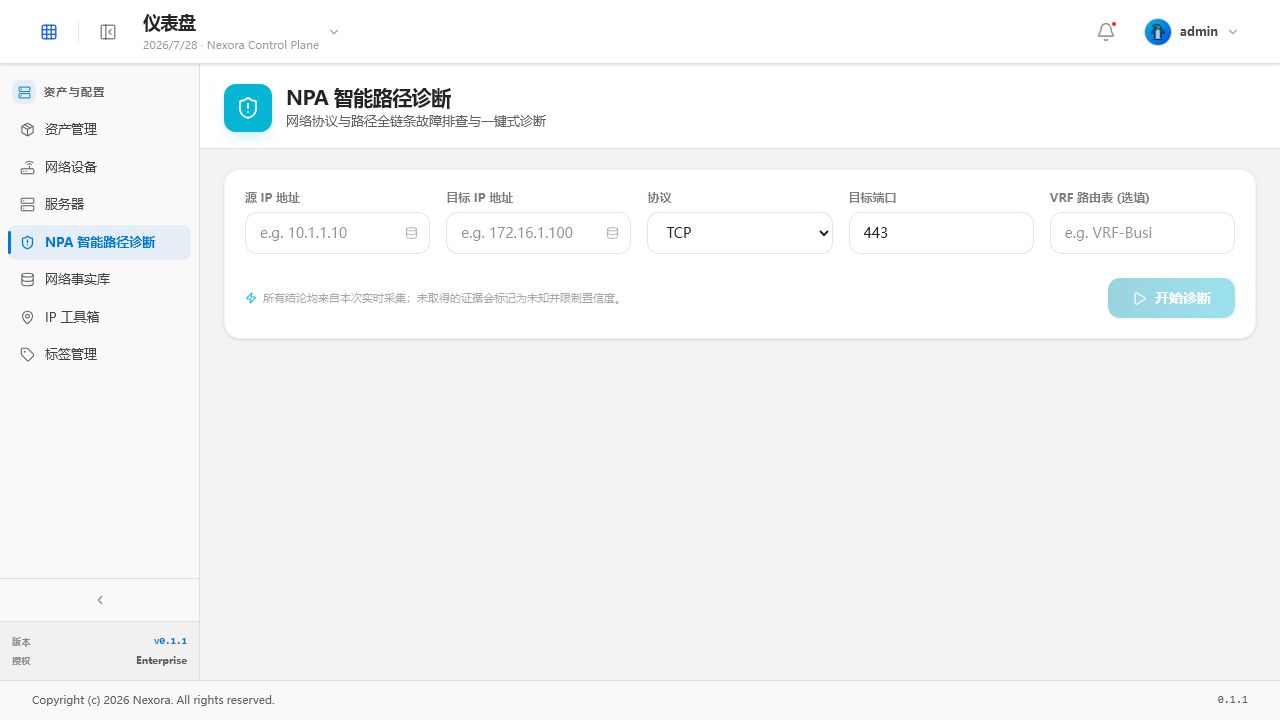 仪表盘
2026/7/28 · Nexora Control Plane
admin
资产与配置
资产管理
网络设备
服务器
NPA 智能路径诊断
网络事实库
IP 工具箱
标签管理
版本 v0.1.1
授权 Enterprise
NPA 智能路径诊断
网络协议与路径全链条故障排查与一键式诊断
源 IP 地址 目标 IP 地址 协议 目标端口 VRF 路由表 (选填)
e.g. 10.1.1.10 e.g. 172.16.1.100 TCP 443 e.g. VRF-Busi
所有结论均来自本次实时采集；未取得的证据会标记为未知并限制置信度。
开始诊断
Copyright (c) 2026 Nexora. All rights reserved. 0.1.1